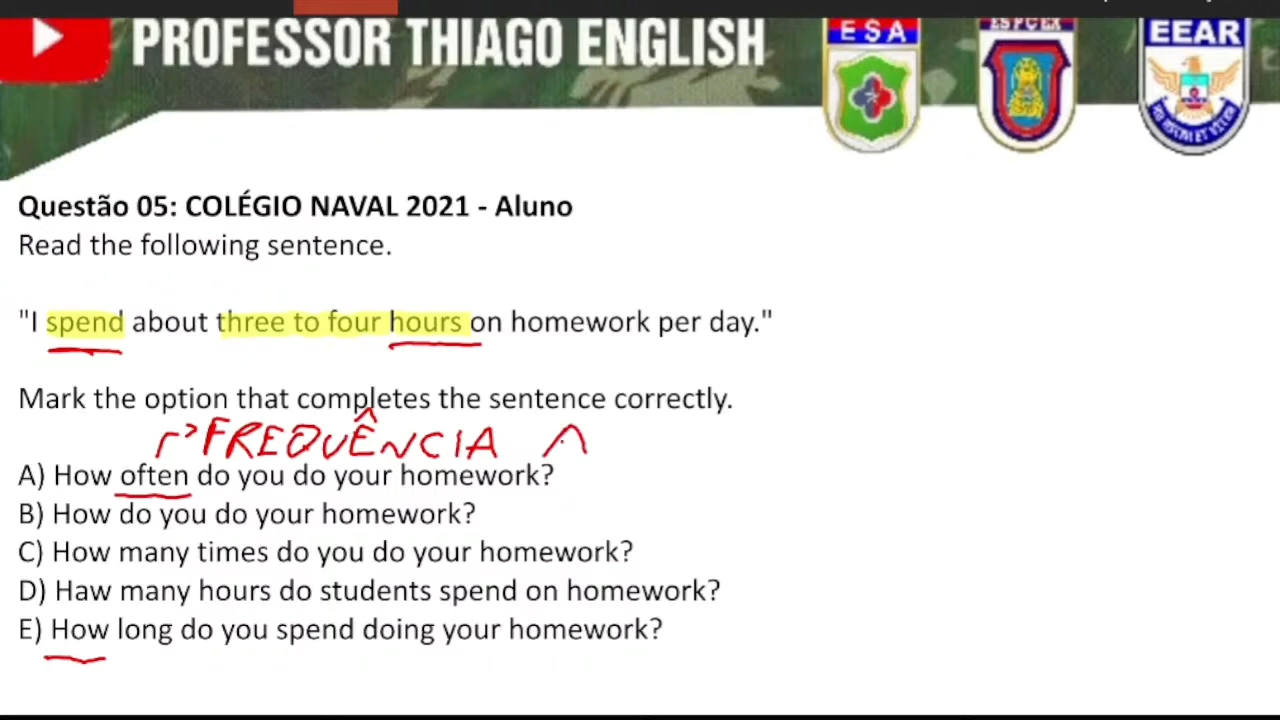 PROFESSOR THIAGO ENGLISH
ESA
ESPCEX
EEAR
Questão 05: COLÉGIO NAVAL 2021 - Aluno
Read the following sentence.
"I spend about three to four hours on homework per day."
Mark the option that completes the sentence correctly.
FREQUÊNCIA
A) How often do you do your homework?
B) How do you do your homework?
C) How many times do you do your homework?
D) Haw many hours do students spend on homework?
E) How long do you spend doing your homework?